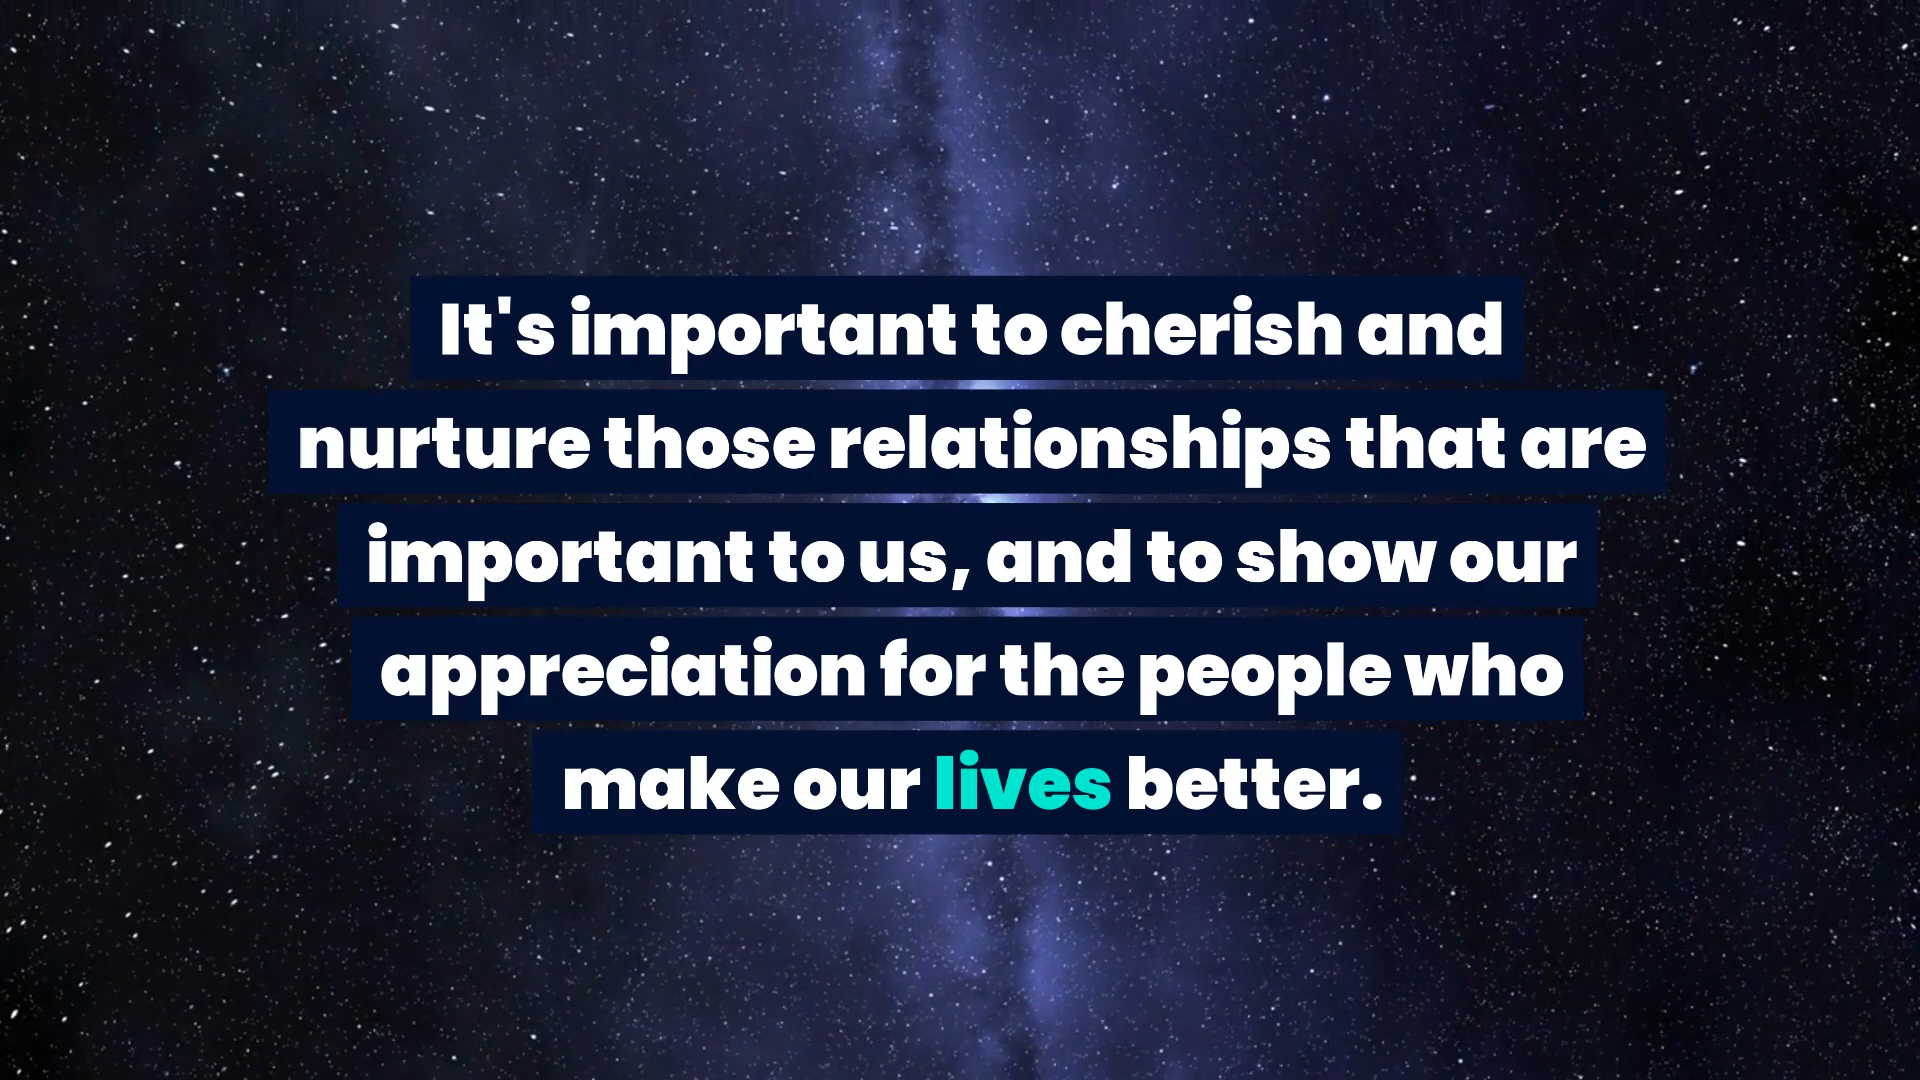 It's important to cherish and
nurture those relationships that are
important to us, and to show our
appreciation for the people who
make our lives better.